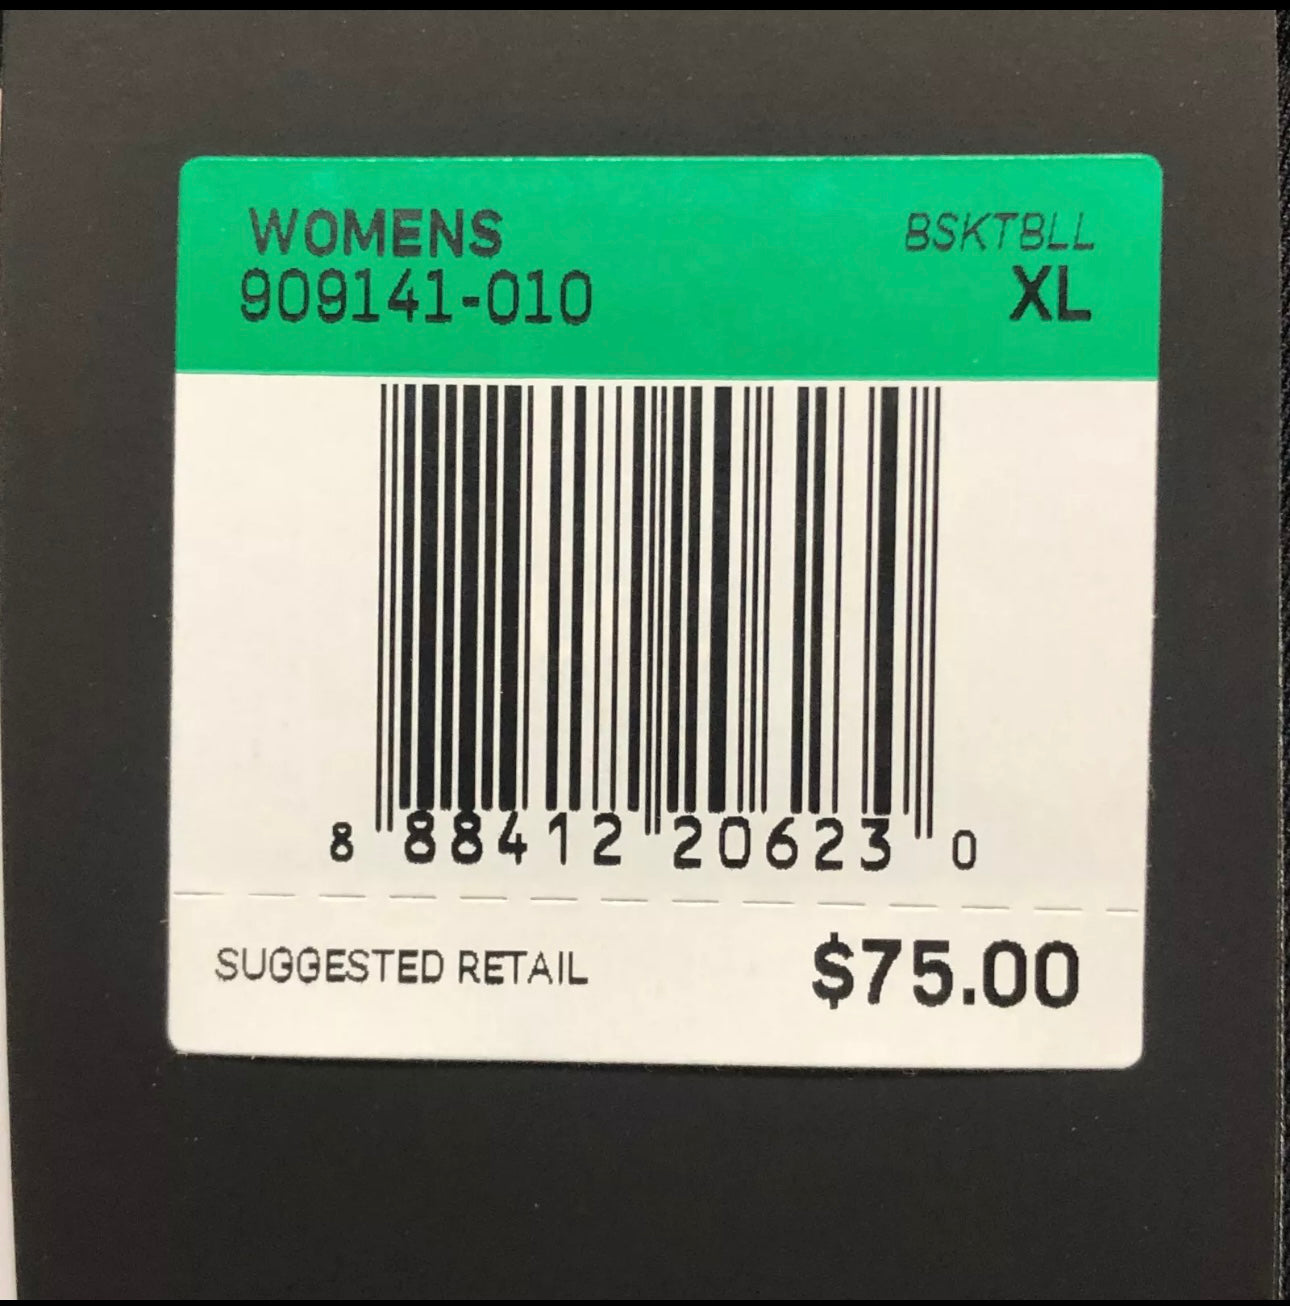 WOMENS BSKTBLL
909141-010 XL
8 88412 20623 0
SUGGESTED RETAIL $75.00